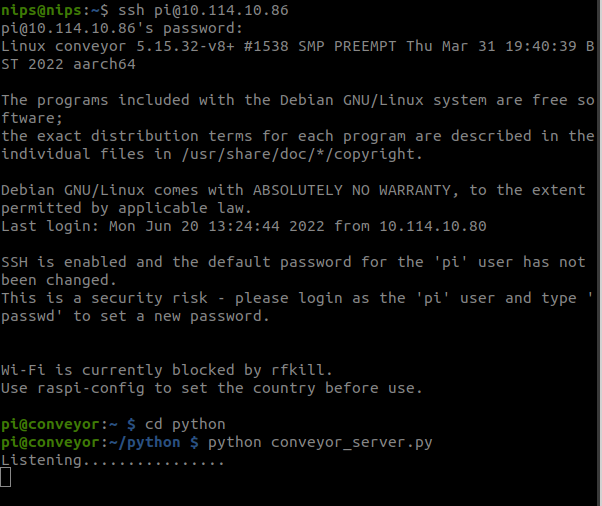 nips@nips:~$ ssh pi@10.114.10.86
pi@10.114.10.86's password:
Linux conveyor 5.15.32-v8+ #1538 SMP PREEMPT Thu Mar 31 19:40:39 B
ST 2022 aarch64

The programs included with the Debian GNU/Linux system are free so
ftware;
the exact distribution terms for each program are described in the
individual files in /usr/share/doc/*/copyright.

Debian GNU/Linux comes with ABSOLUTELY NO WARRANTY, to the extent
permitted by applicable law.
Last login: Mon Jun 20 13:24:44 2022 from 10.114.10.80

SSH is enabled and the default password for the 'pi' user has not
been changed.
This is a security risk - please login as the 'pi' user and type '
passwd' to set a new password.

Wi-Fi is currently blocked by rfkill.
Use raspi-config to set the country before use.

pi@conveyor:~ $ cd python
pi@conveyor:~/python $ python conveyor_server.py
Listening................